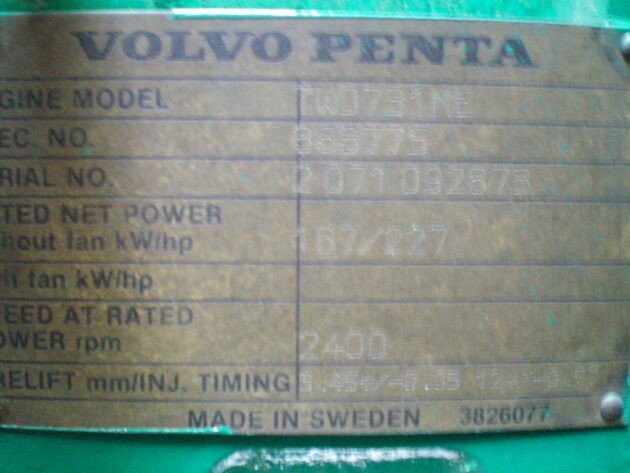 VOLVO PENTA
GINE MODEL TWD731ME
EC. NO. 868775
RIAL NO. 2 071 092873
TED NET POWER
hout fan kW/hp 167/227
h fan kW/hp
EED AT RATED
OWER rpm 2400
RELIFT mm/INJ. TIMING
MADE IN SWEDEN 3826077